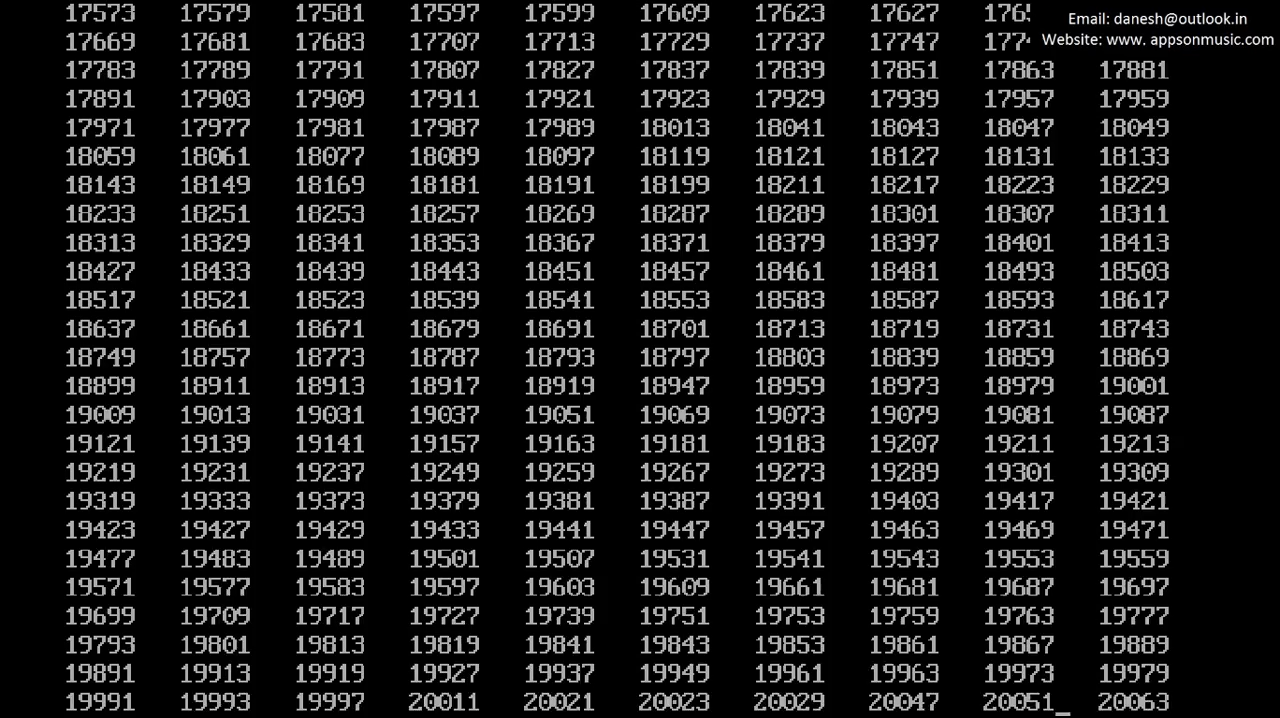 17573 17579 17581 17597 17599 17609 17623 17627
Email: danesh@outlook.in
17669 17681 17683 17707 17713 17729 17737 17747
Website: www. appsonmusic.com
17783 17789 17791 17807 17827 17837 17839 17851 17863 17881
17891 17903 17909 17911 17921 17923 17929 17939 17957 17959
17971 17977 17981 17987 17989 18013 18041 18043 18047 18049
18059 18061 18077 18089 18097 18119 18121 18127 18131 18133
18143 18149 18169 18181 18191 18199 18211 18217 18223 18229
18233 18251 18253 18257 18269 18287 18289 18301 18307 18311
18313 18329 18341 18353 18367 18371 18379 18397 18401 18413
18427 18433 18439 18443 18451 18457 18461 18481 18493 18503
18517 18521 18523 18539 18541 18553 18583 18587 18593 18617
18637 18661 18671 18679 18691 18701 18713 18719 18731 18743
18749 18757 18773 18787 18793 18797 18803 18839 18859 18869
18899 18911 18913 18917 18919 18947 18959 18973 18979 19001
19009 19013 19031 19037 19051 19069 19073 19079 19081 19087
19121 19139 19141 19157 19163 19181 19183 19207 19211 19213
19219 19231 19237 19249 19259 19267 19273 19289 19301 19309
19319 19333 19373 19379 19381 19387 19391 19403 19417 19421
19423 19427 19429 19433 19441 19447 19457 19463 19469 19471
19477 19483 19489 19501 19507 19531 19541 19543 19553 19559
19571 19577 19583 19597 19603 19609 19661 19681 19687 19697
19699 19709 19717 19727 19739 19751 19753 19759 19763 19777
19793 19801 19813 19819 19841 19843 19853 19861 19867 19889
19891 19913 19919 19927 19937 19949 19961 19963 19973 19979
19991 19993 19997 20011 20021 20023 20029 20047 20051_ 20063